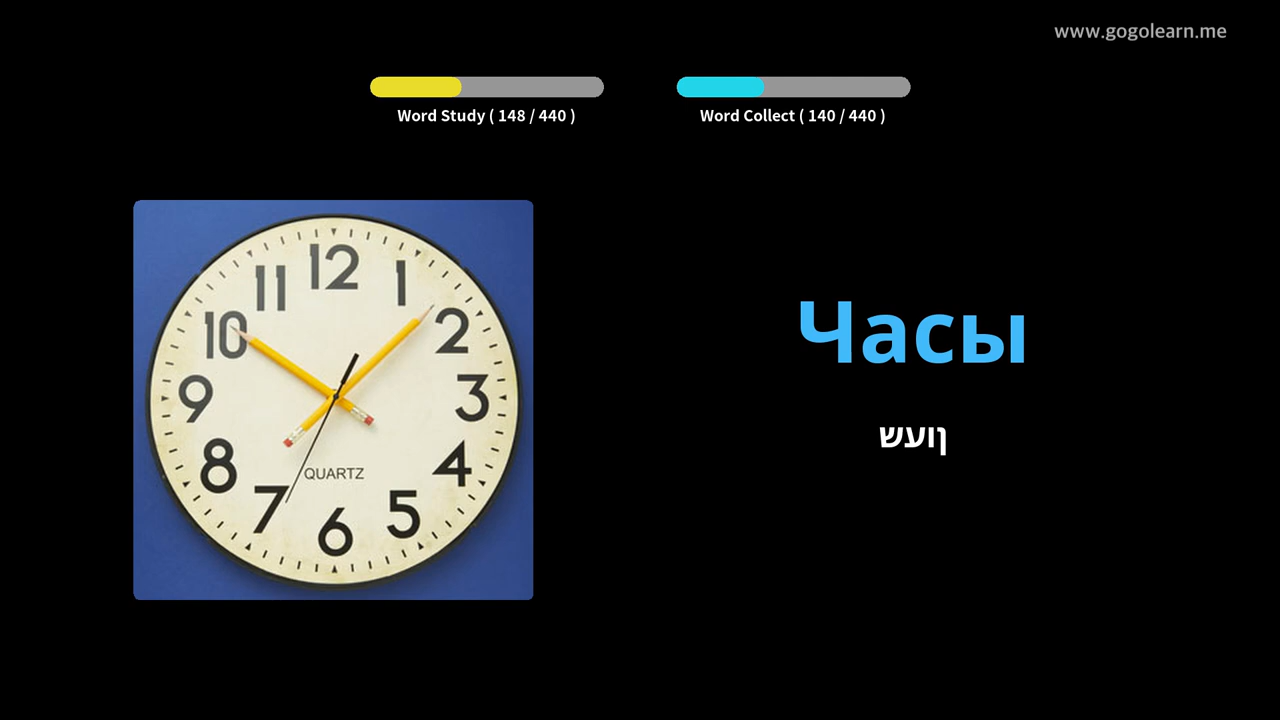 www.gogolearn.me
Word Study ( 148 / 440 )
Word Collect ( 140 / 440 )
12
1
2
3
4
5
6
7
8
9
10
11
QUARTZ
Часы
ןועש